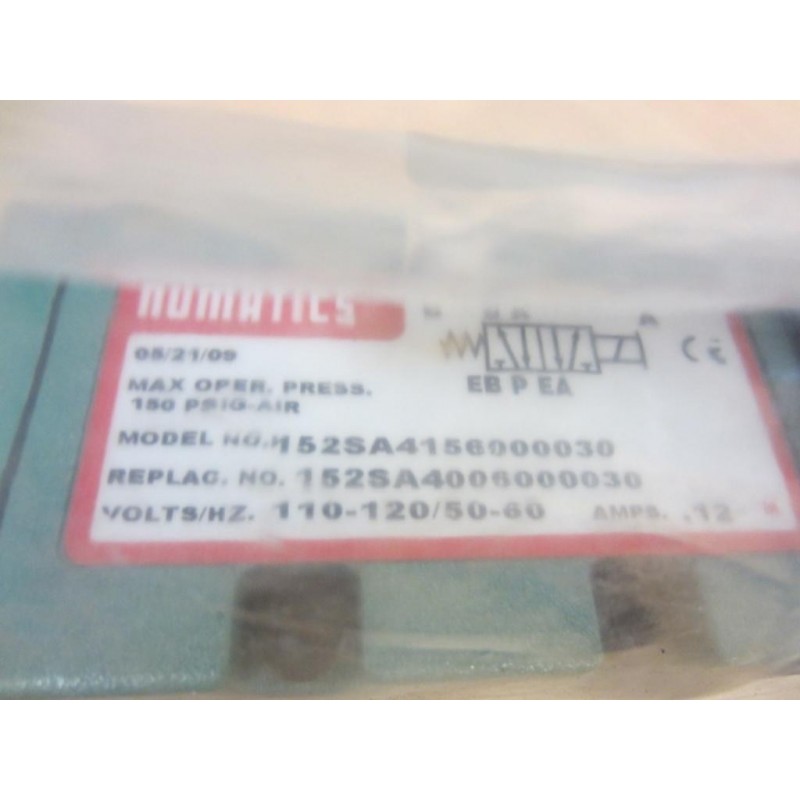 NUMATICS
A
05/21/09
EB P EA
MAX OPER. PRESS.
150 PSIG-AIR
MODEL NO. 152SA4156000030
REPLAC. NO. 152SA4006000030
VOLTS/HZ. 110-120/50-60 AMPS. .12